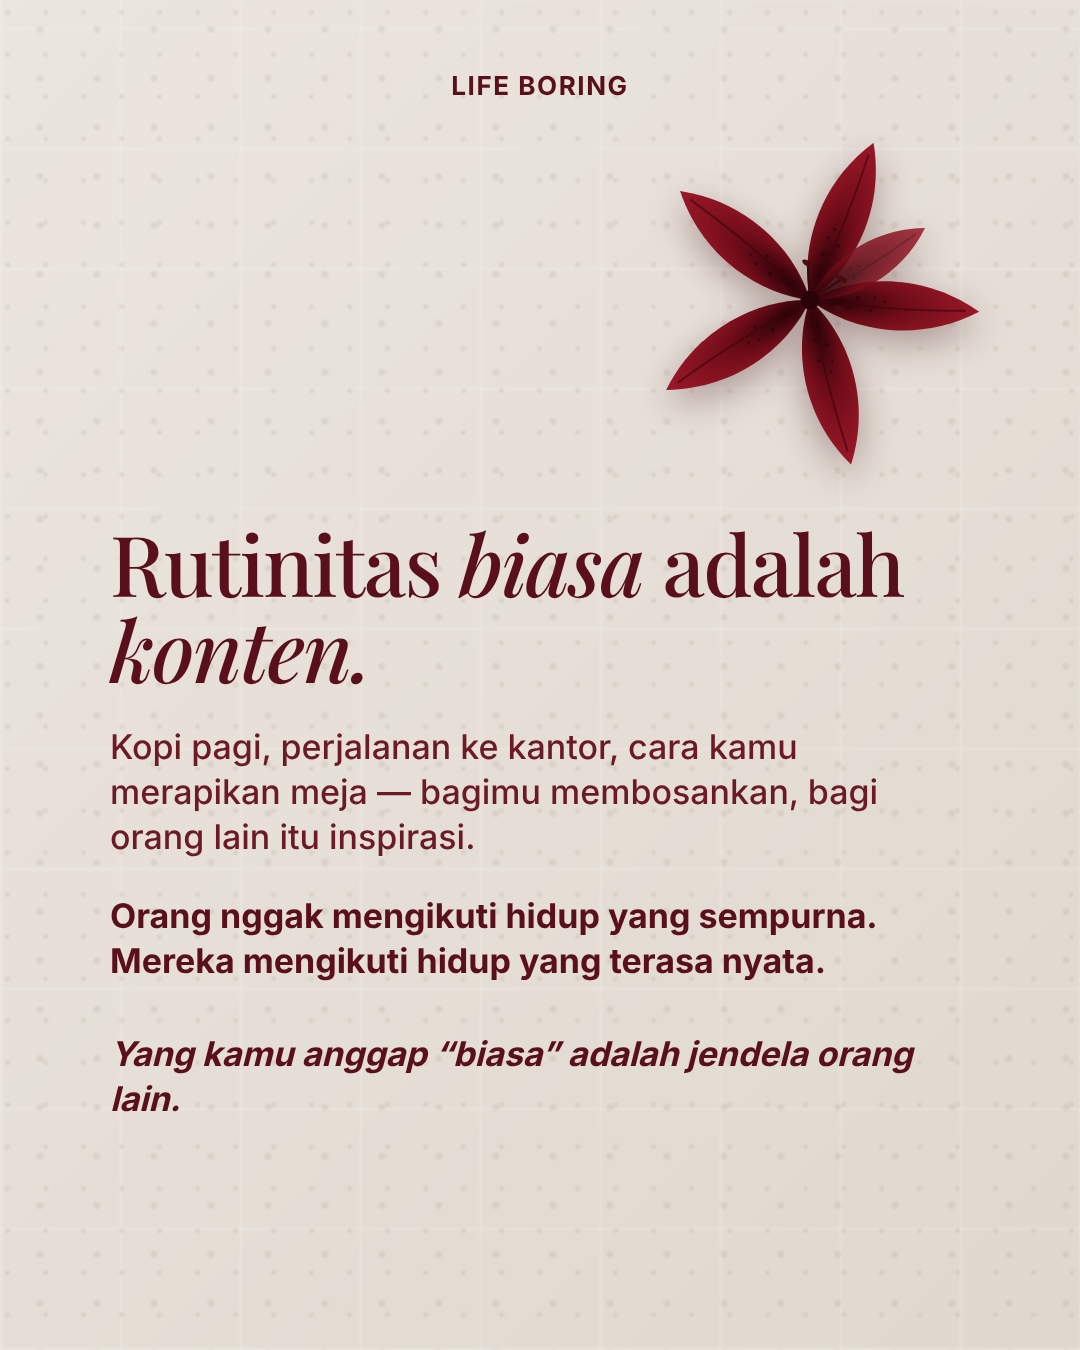 LIFE BORING
Rutinitas biasa adalah
konten.
Kopi pagi, perjalanan ke kantor, cara kamu
merapikan meja — bagimu membosankan, bagi
orang lain itu inspirasi.
Orang nggak mengikuti hidup yang sempurna.
Mereka mengikuti hidup yang terasa nyata.
Yang kamu anggap “biasa” adalah jendela orang
lain.